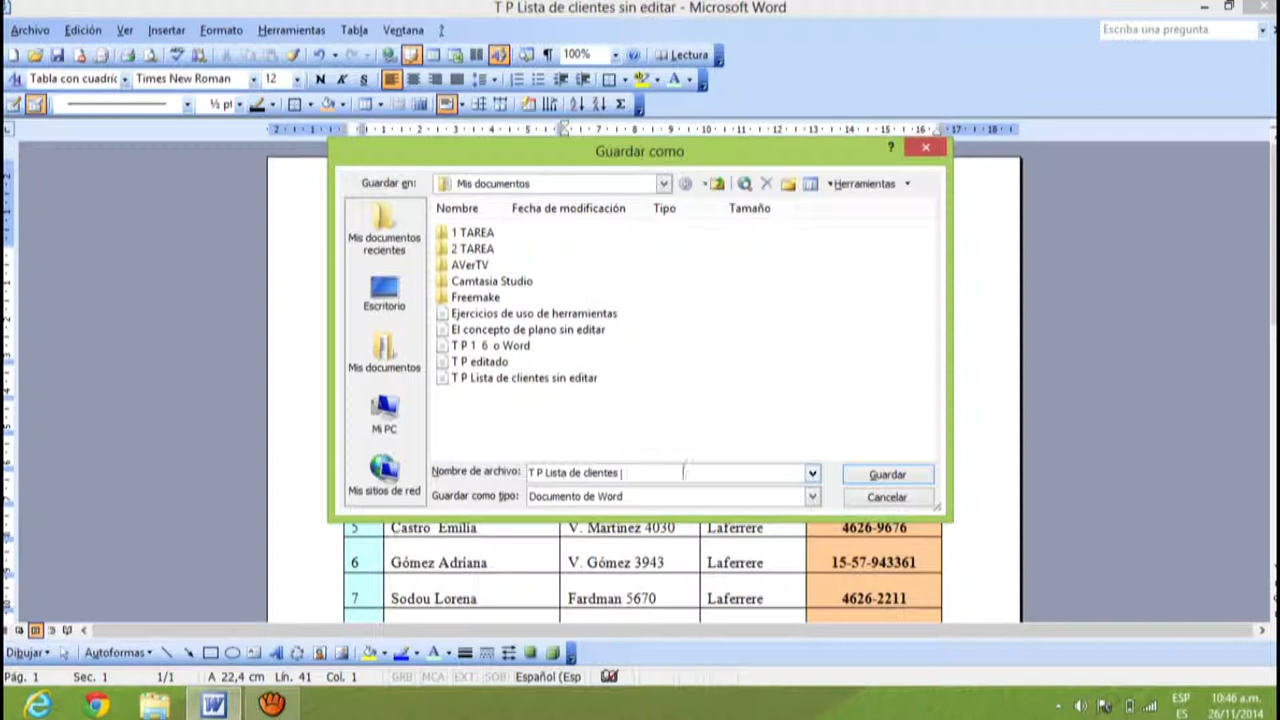 T P Lista de clientes sin editar - Microsoft Word
Archivo Edición Ver Insertar Formato Herramientas Tabla Ventana ? Escriba una pregunta
100% Lectura
Tabla con cuadríc Times New Roman 12 N K S
½ pt
Guardar como
Guardar en: Mis documentos Herramientas
Nombre Fecha de modificación Tipo Tamaño
1 TAREA
2 TAREA
AVerTV
Camtasia Studio
Freemake
Ejercicios de uso de herramientas
El concepto de plano sin editar
T P 1 6 o Word
T P editado
T P Lista de clientes sin editar
Mis documentos recientes
Escritorio
Mis documentos
Mi PC
Mis sitios de red
Nombre de archivo: T P Lista de clientes Guardar
Guardar como tipo: Documento de Word Cancelar
5 Castro Emilia V. Martinez 4030 Laferrere 4626-9676
6 Gómez Adriana V. Gómez 3943 Laferrere 15-57-943361
7 Sodou Lorena Fardman 5670 Laferrere 4626-2211
Dibujar Autoformas
Pág. 1 Sec. 1 1/1 A 22,4 cm Lín. 41 Col. 1 GRB MCA EXT SOB Español (Esp
ESP 10:46 a.m.
ES 26/11/2014